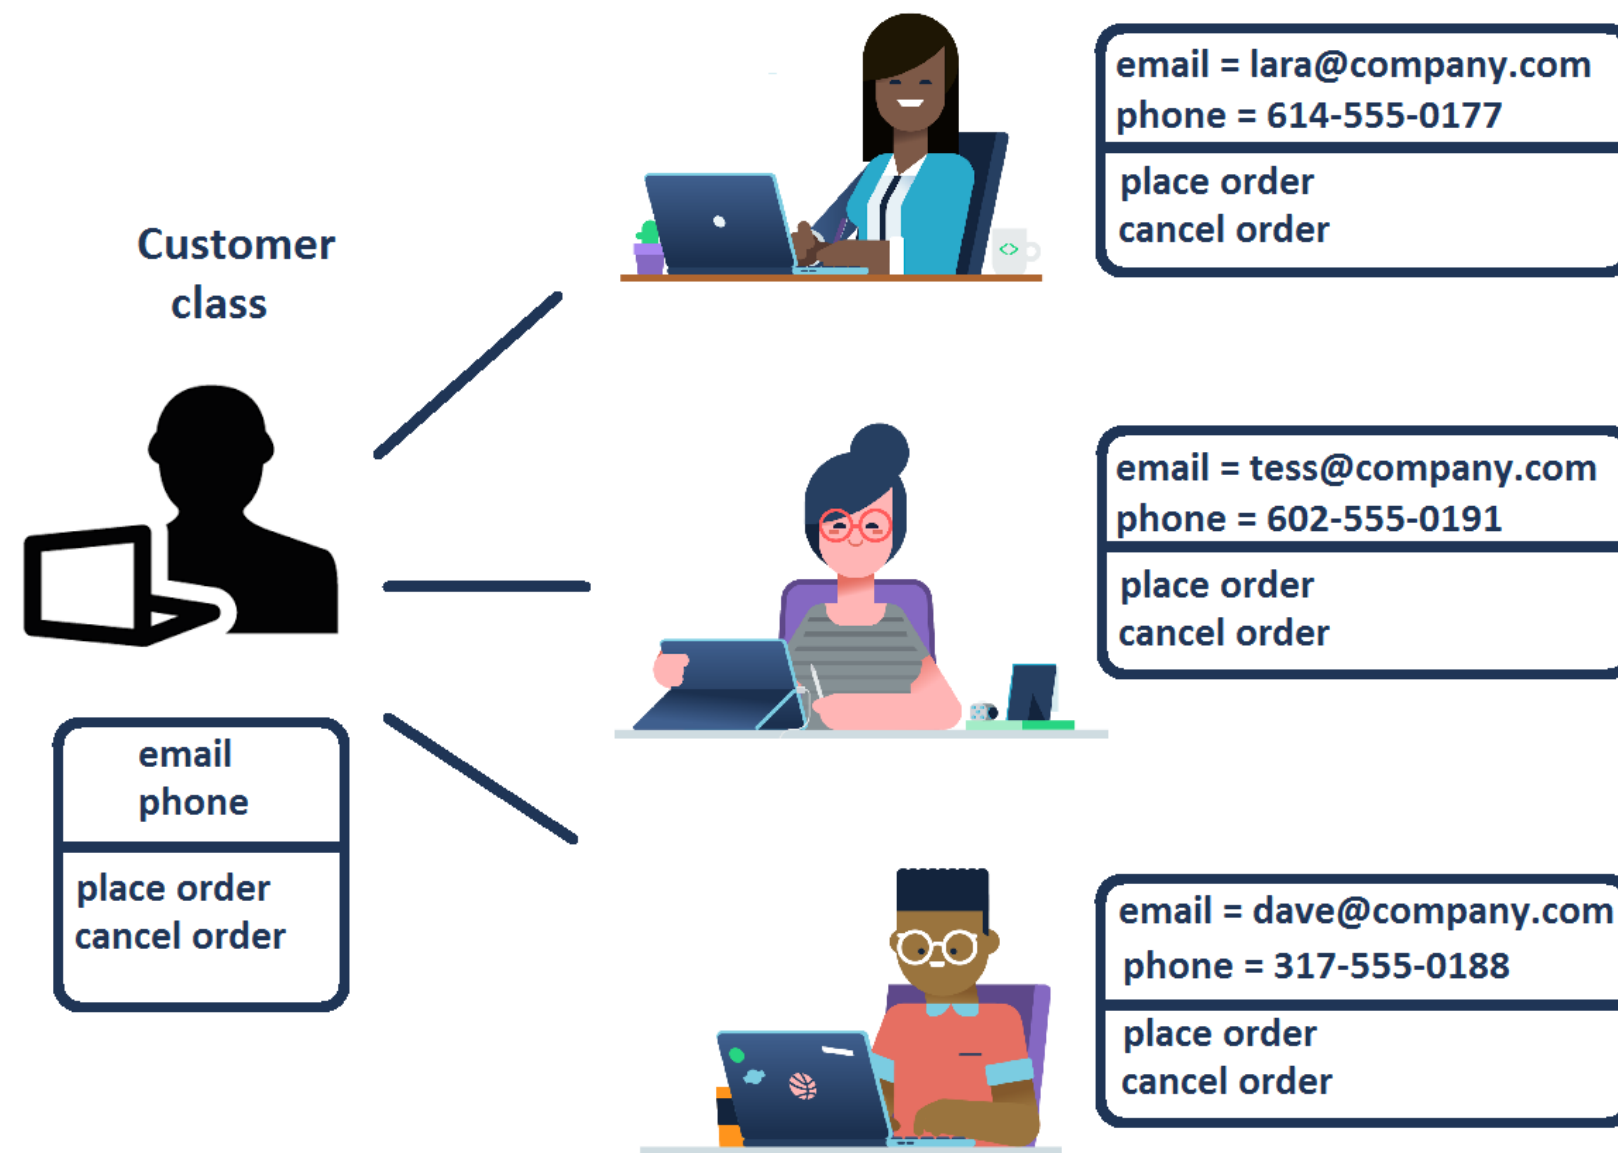 Customer
class
email
phone
place order
cancel order
email = lara@company.com
phone = 614-555-0177
place order
cancel order
email = tess@company.com
phone = 602-555-0191
place order
cancel order
email = dave@company.com
phone = 317-555-0188
place order
cancel order